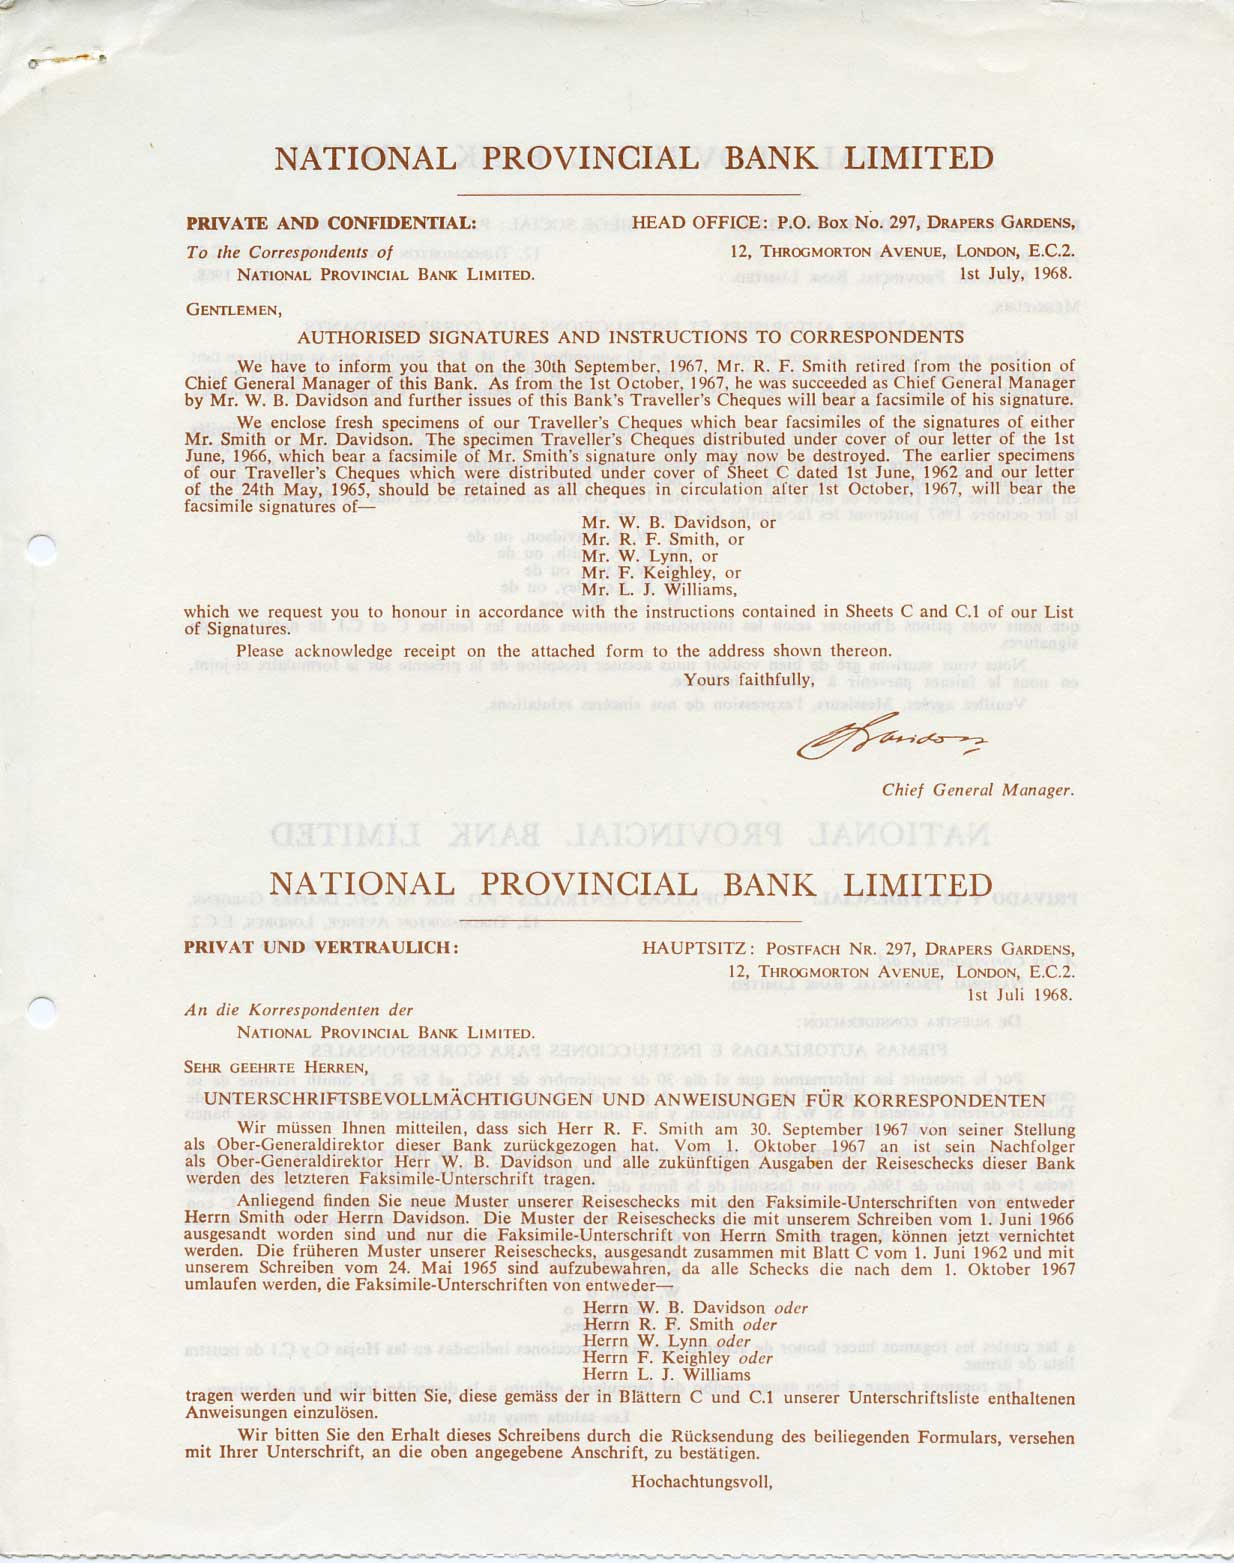 NATIONAL PROVINCIAL BANK LIMITED
PRIVATE AND CONFIDENTIAL: HEAD OFFICE: P.O. Box No. 297, Drapers Gardens,
To the Correspondents of 12, Throgmorton Avenue, London, E.C.2.
National Provincial Bank Limited. 1st July, 1968.
Gentlemen,
AUTHORISED SIGNATURES AND INSTRUCTIONS TO CORRESPONDENTS
We have to inform you that on the 30th September, 1967, Mr. R. F. Smith retired from the position of
Chief General Manager of this Bank. As from the 1st October, 1967, he was succeeded as Chief General Manager
by Mr. W. B. Davidson and further issues of this Bank's Traveller's Cheques will bear a facsimile of his signature.
We enclose fresh specimens of our Traveller's Cheques which bear facsimiles of the signatures of either
Mr. Smith or Mr. Davidson. The specimen Traveller's Cheques distributed under cover of our letter of the 1st
June, 1966, which bear a facsimile of Mr. Smith's signature only may now be destroyed. The earlier specimens
of our Traveller's Cheques which were distributed under cover of Sheet C dated 1st June, 1962 and our letter
of the 24th May, 1965, should be retained as all cheques in circulation after 1st October, 1967, will bear the
facsimile signatures of—
Mr. W. B. Davidson, or
Mr. R. F. Smith, or
Mr. W. Lynn, or
Mr. F. Keighley, or
Mr. L. J. Williams,
which we request you to honour in accordance with the instructions contained in Sheets C and C.1 of our List
of Signatures.
Please acknowledge receipt on the attached form to the address shown thereon.
Yours faithfully,
Chief General Manager.
NATIONAL PROVINCIAL BANK LIMITED
PRIVAT UND VERTRAULICH: HAUPTSITZ: Postfach Nr. 297, Drapers Gardens,
12, Throgmorton Avenue, London, E.C.2.
1st Juli 1968.
An die Korrespondenten der
National Provincial Bank Limited.
Sehr geehrte Herren,
UNTERSCHRIFTSBEVOLLMÄCHTIGUNGEN UND ANWEISUNGEN FÜR KORRESPONDENTEN
Wir müssen Ihnen mitteilen, dass sich Herr R. F. Smith am 30. September 1967 von seiner Stellung
als Ober-Generaldirektor dieser Bank zurückgezogen hat. Vom 1. Oktober 1967 an ist sein Nachfolger
als Ober-Generaldirektor Herr W. B. Davidson und alle zukünftigen Ausgaben der Reiseschecks dieser Bank
werden des letzteren Faksimile-Unterschrift tragen.
Anliegend finden Sie neue Muster unserer Reiseschecks mit den Faksimile-Unterschriften von entweder
Herrn Smith oder Herrn Davidson. Die Muster der Reiseschecks die mit unserem Schreiben vom 1. Juni 1966
ausgesandt worden sind und nur die Faksimile-Unterschrift von Herrn Smith tragen, können jetzt vernichtet
werden. Die früheren Muster unserer Reiseschecks, ausgesandt zusammen mit Blatt C vom 1. Juni 1962 und mit
unserem Schreiben vom 24. Mai 1965 sind aufzubewahren, da alle Schecks die nach dem 1. Oktober 1967
umlaufen werden, die Faksimile-Unterschriften von entweder—
Herrn W. B. Davidson oder
Herrn R. F. Smith oder
Herrn W. Lynn oder
Herrn F. Keighley oder
Herrn L. J. Williams
tragen werden und wir bitten Sie, diese gemäss der in Blättern C und C.1 unserer Unterschriftsliste enthaltenen
Anweisungen einzulösen.
Wir bitten Sie den Erhalt dieses Schreibens durch die Rücksendung des beiliegenden Formulars, versehen
mit Ihrer Unterschrift, an die oben angegebene Anschrift, zu bestätigen.
Hochachtungsvoll,